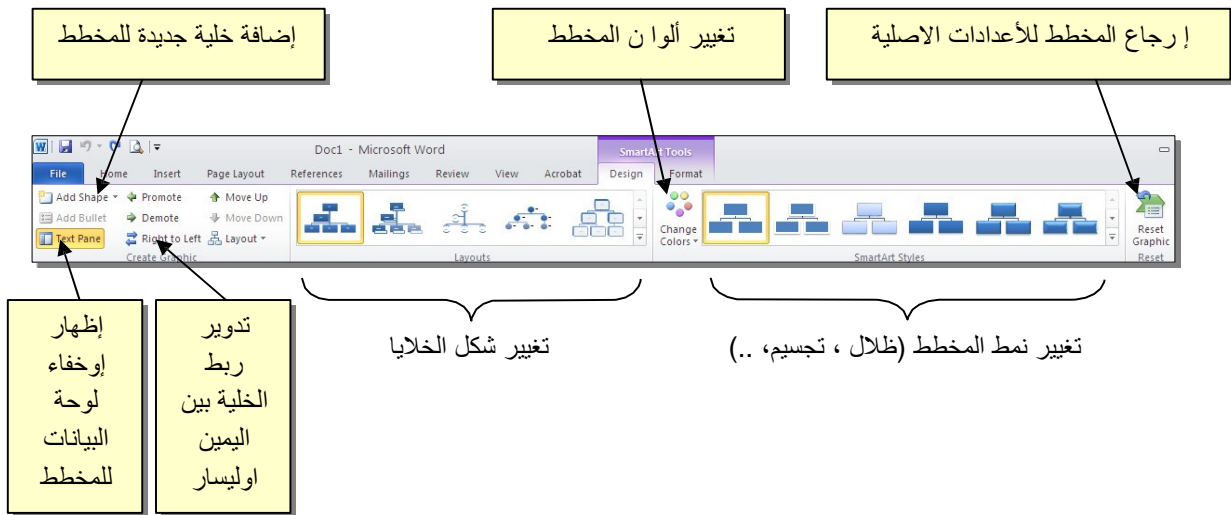 إضافة خلية جديدة للمخطط
تغيير ألوا ن المخطط
إ رجاع المخطط للأعدادات الاصلية
Doc1 - Microsoft Word
SmartArt Tools
File Home Insert Page Layout References Mailings Review View Acrobat Design Format
Add Shape Promote Move Up
Add Bullet Demote Move Down
Text Pane Right to Left Layout
Change
Colors
Reset
Graphic
Create Graphic Layouts SmartArt Styles Reset
إظهار
إوخفاء
لوحة
البيانات
للمخطط
تدوير
ربط
الخلية بين
اليمين
اوليسار
تغيير شكل الخلايا
تغيير نمط المخطط (ظلال ، تجسيم، ..)